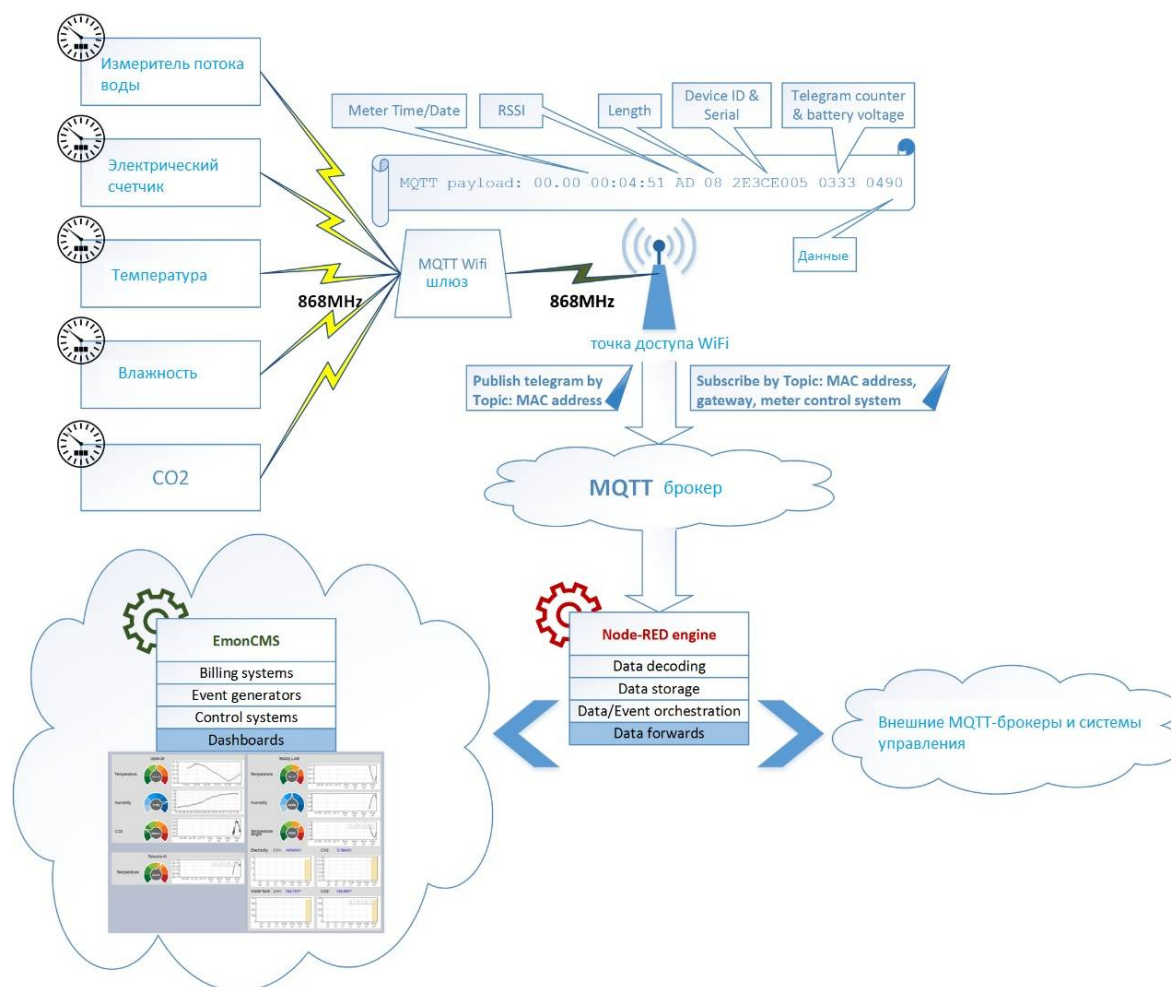 Измеритель потока
воды
Электрический
счетчик
Температура
Влажность
CO2
Meter Time/Date
RSSI
Length
Device ID &
Serial
Telegram counter
& battery voltage
MQTT payload: 00.00 00:04:51 AD 08 2E3CE005 0333 0490
Данные
MQTT Wifi
шлюз
868MHz
868MHz
точка доступа WiFi
Publish telegram by
Topic: MAC address
Subscribe by Topic: MAC address,
gateway, meter control system
MQTT брокер
EmonCMS
Billing systems
Event generators
Control systems
Dashboards
Node-RED engine
Data decoding
Data storage
Data/Event orchestration
Data forwards
Внешние MQTT-брокеры и системы
управления
Temperature
Humidity
CO2
Temperature
Temperature
Humidity
Temperature
Electricity